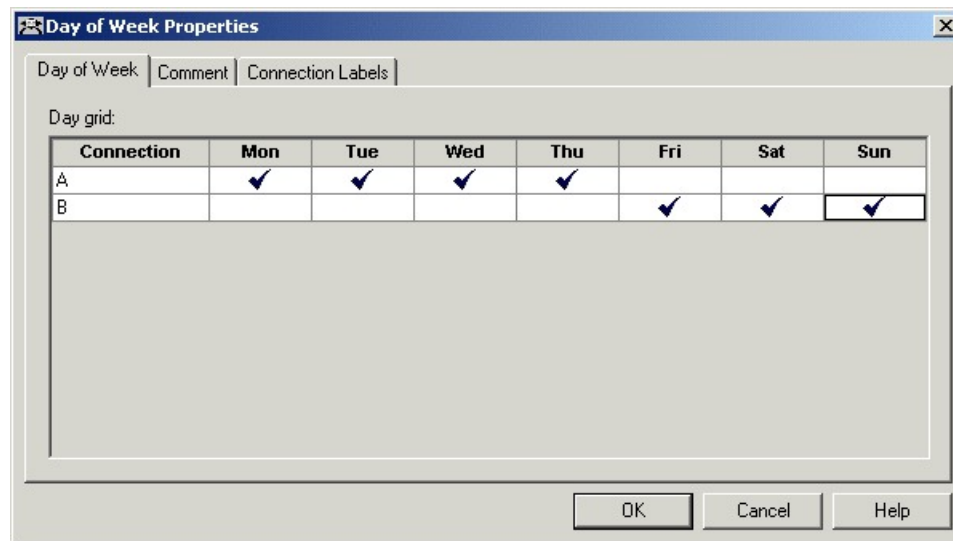 Day of Week Properties
Day of Week Comment Connection Labels
Day grid:
Connection Mon Tue Wed Thu Fri Sat Sun
A
B
OK Cancel Help